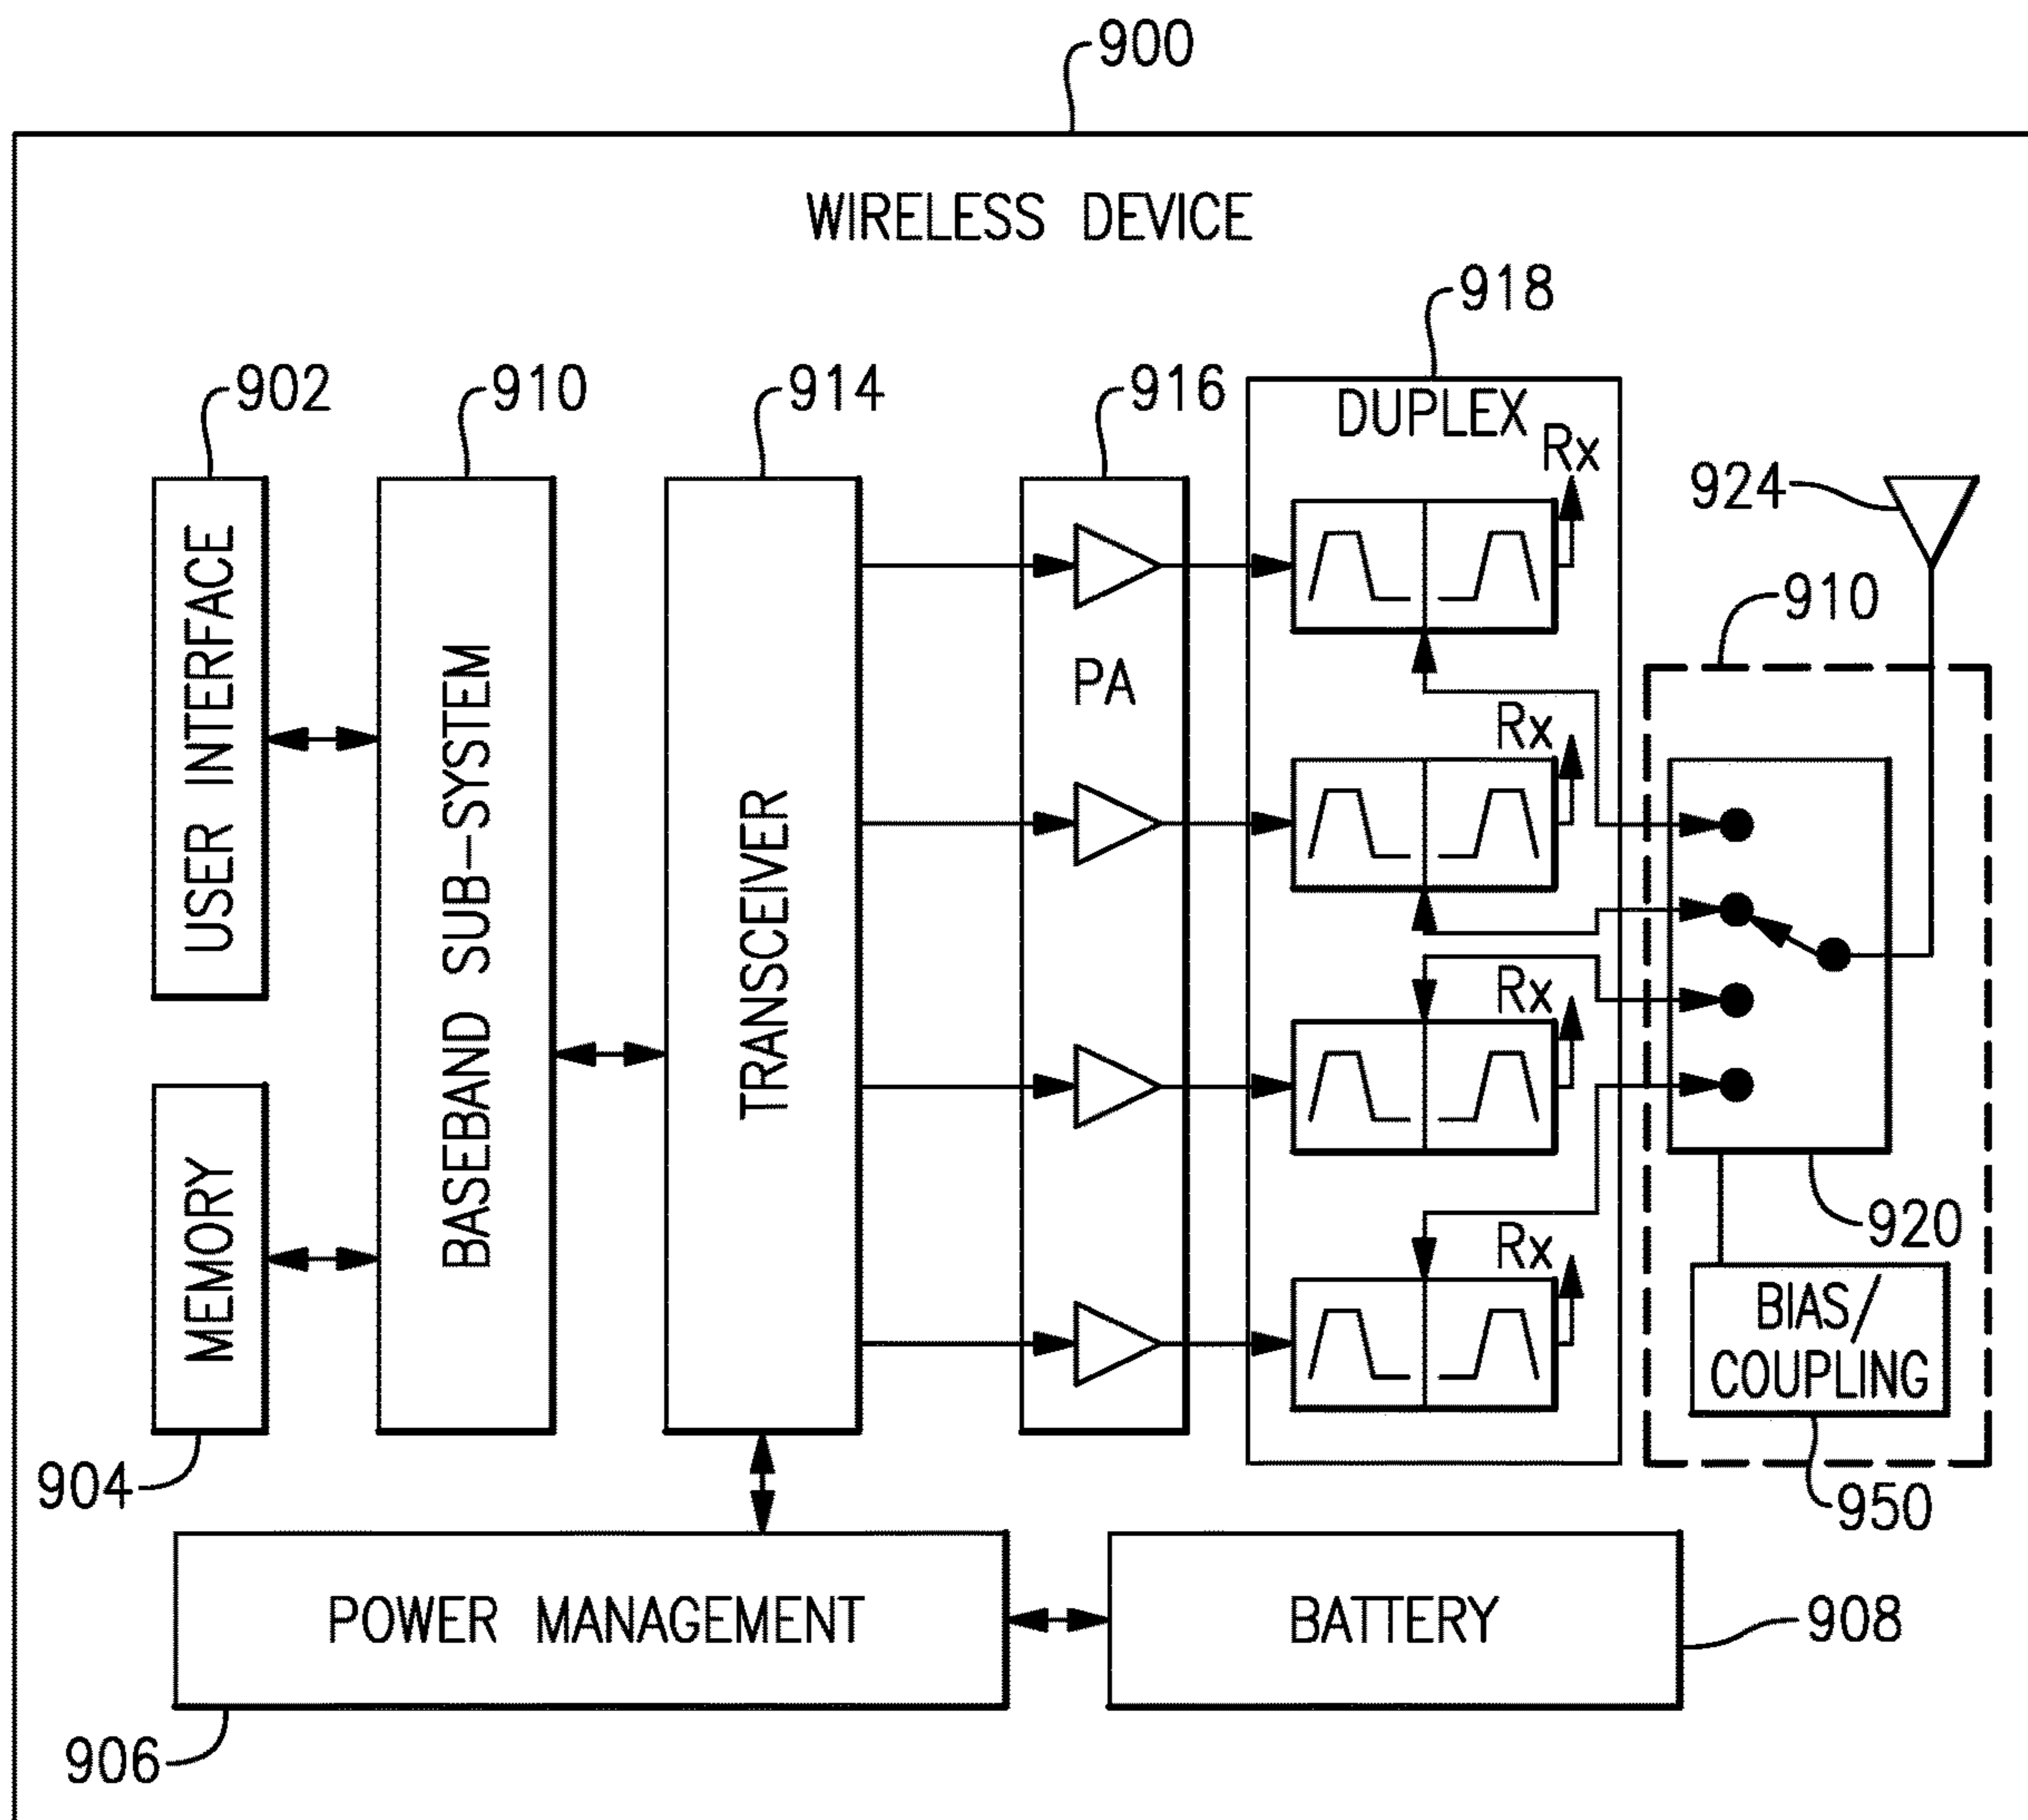 900
WIRELESS DEVICE
918
902
910
914
916
DUPLEX
Rx
924
USER INTERFACE
BASEBAND SUB-SYSTEM
TRANSCEIVER
PA
910
Rx
Rx
MEMORY
920
Rx
BIAS/
COUPLING
904
950
POWER MANAGEMENT
BATTERY
908
906